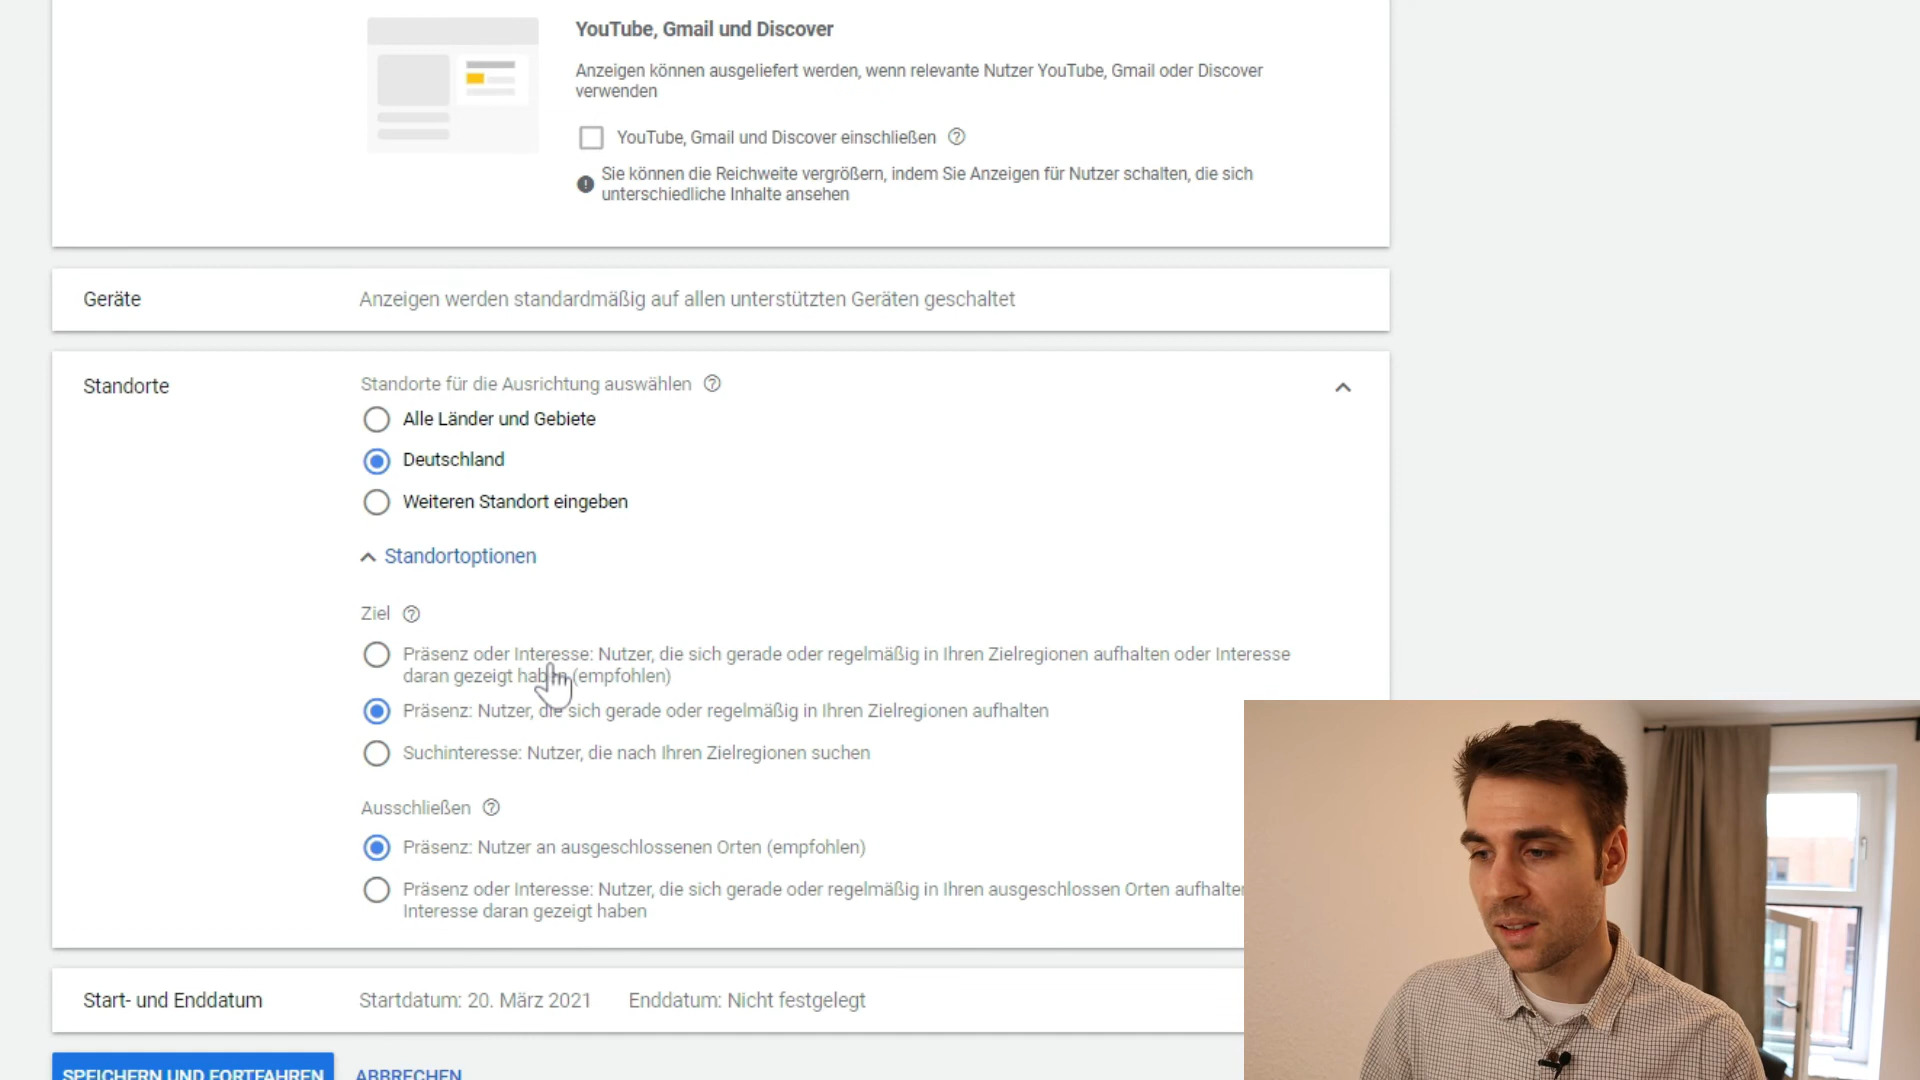 YouTube, Gmail und Discover
Anzeigen können ausgeliefert werden, wenn relevante Nutzer YouTube, Gmail oder Discover
verwenden
YouTube, Gmail und Discover einschließen
Sie können die Reichweite vergrößern, indem Sie Anzeigen für Nutzer schalten, die sich
unterschiedliche Inhalte ansehen
Geräte
Anzeigen werden standardmäßig auf allen unterstützten Geräten geschaltet
Standorte
Standorte für die Ausrichtung auswählen
Alle Länder und Gebiete
Deutschland
Weiteren Standort eingeben
Standortoptionen
Ziel
Präsenz oder Interesse: Nutzer, die sich gerade oder regelmäßig in Ihren Zielregionen aufhalten oder Interesse
daran gezeigt haben (empfohlen)
Präsenz: Nutzer, die sich gerade oder regelmäßig in Ihren Zielregionen aufhalten
Suchinteresse: Nutzer, die nach Ihren Zielregionen suchen
Ausschließen
Präsenz: Nutzer an ausgeschlossenen Orten (empfohlen)
Präsenz oder Interesse: Nutzer, die sich gerade oder regelmäßig in Ihren ausgeschlossen Orten aufhalten
Interesse daran gezeigt haben
Start- und Enddatum
Startdatum: 20. März 2021 Enddatum: Nicht festgelegt
SPEICHERN UND FORTFAHREN ABBRECHEN